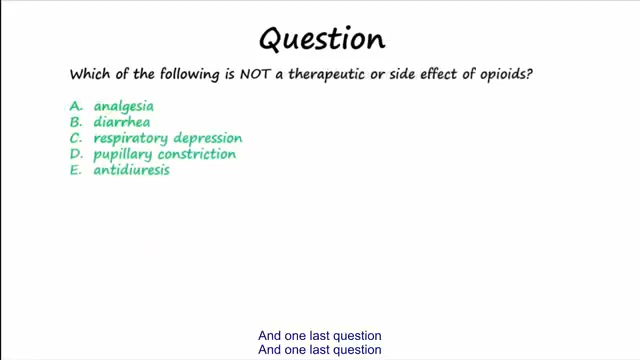 Question
Which of the following is NOT a therapeutic or side effect of opioids?
A. analgesia
B. diarrhea
C. respiratory depression
D. pupillary constriction
E. antidiuresis
And one last question
And one last question